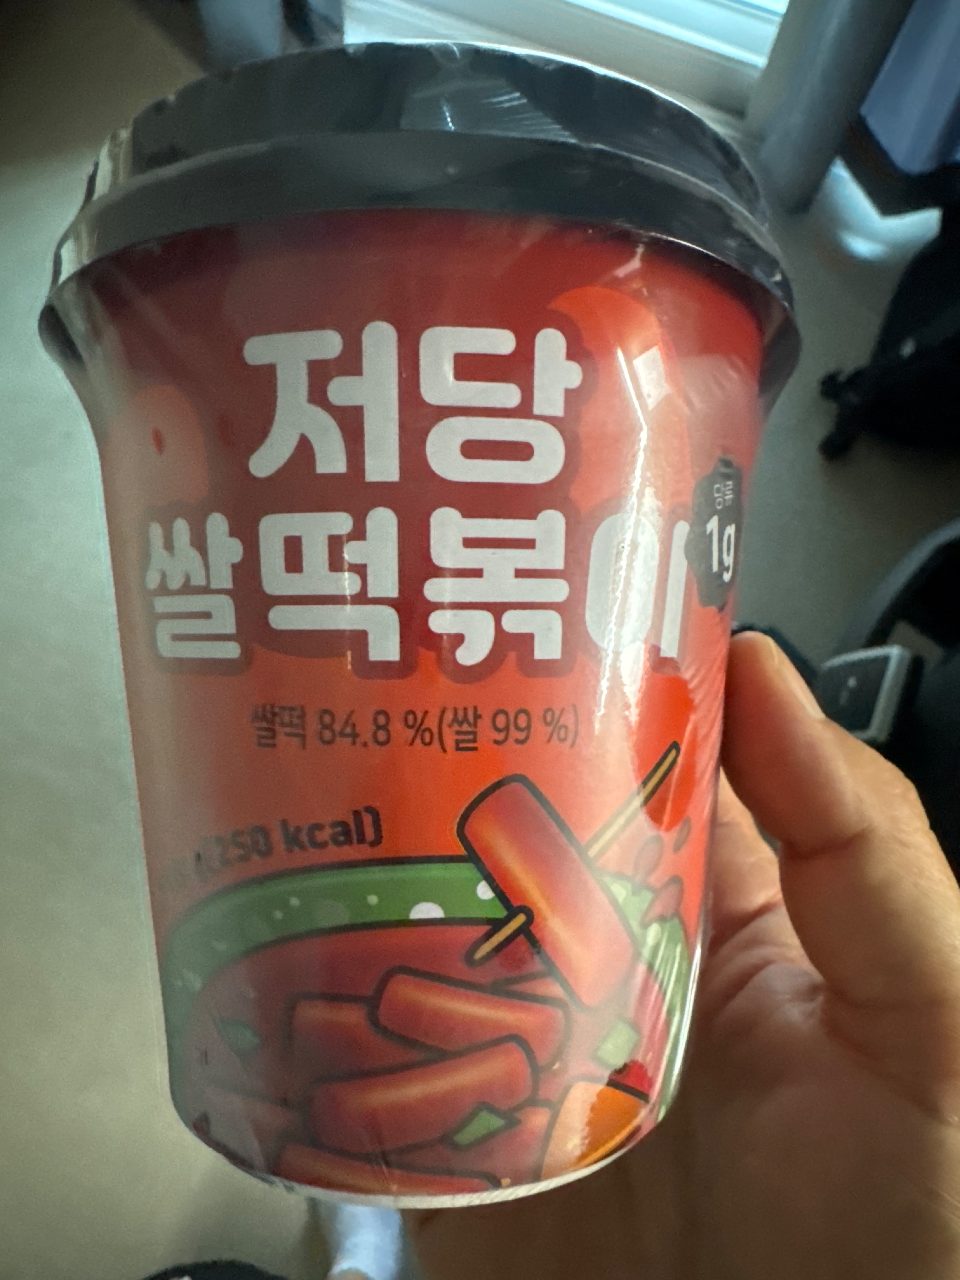 저당
쌀떡볶이
당류
1g
쌀떡 84.8 %(쌀 99 %)
(250 kcal)